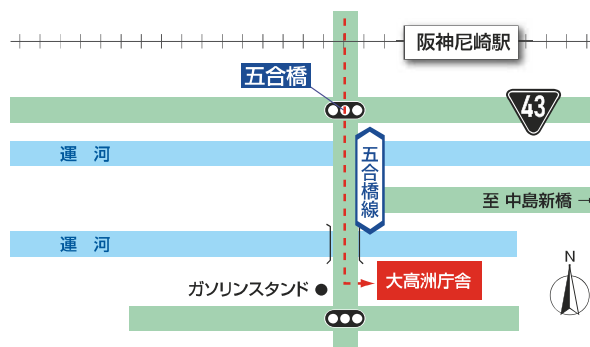 阪神尼崎駅
五合橋
43
運 河
五合橋線
至 中島新橋→
運 河
大高洲庁舎
ガソリンスタンド●
N